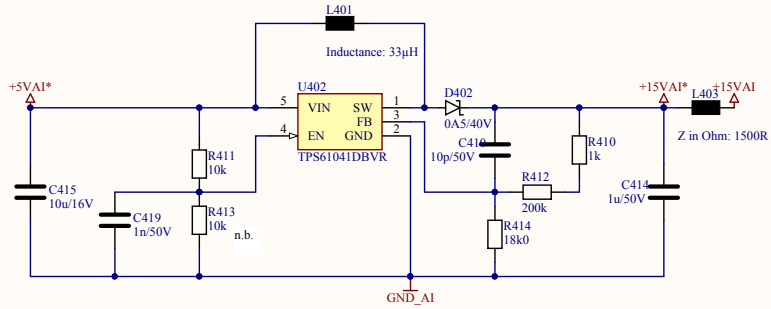 L401
Inductance: 33µH
+5VAI*
U402
5 VIN SW 1
FB 3
4 EN GND 2
TPS61041DBVR
D402
0A5/40V
+15VAI*
+15VAI
L403
Z in Ohm: 1500R
R411
10k
10p/50V
R410
1k
R412
200k
C415
10u/16V
C419
1n/50V
R413
10k
n.b.
R414
18k0
C414
1u/50V
GND_AI